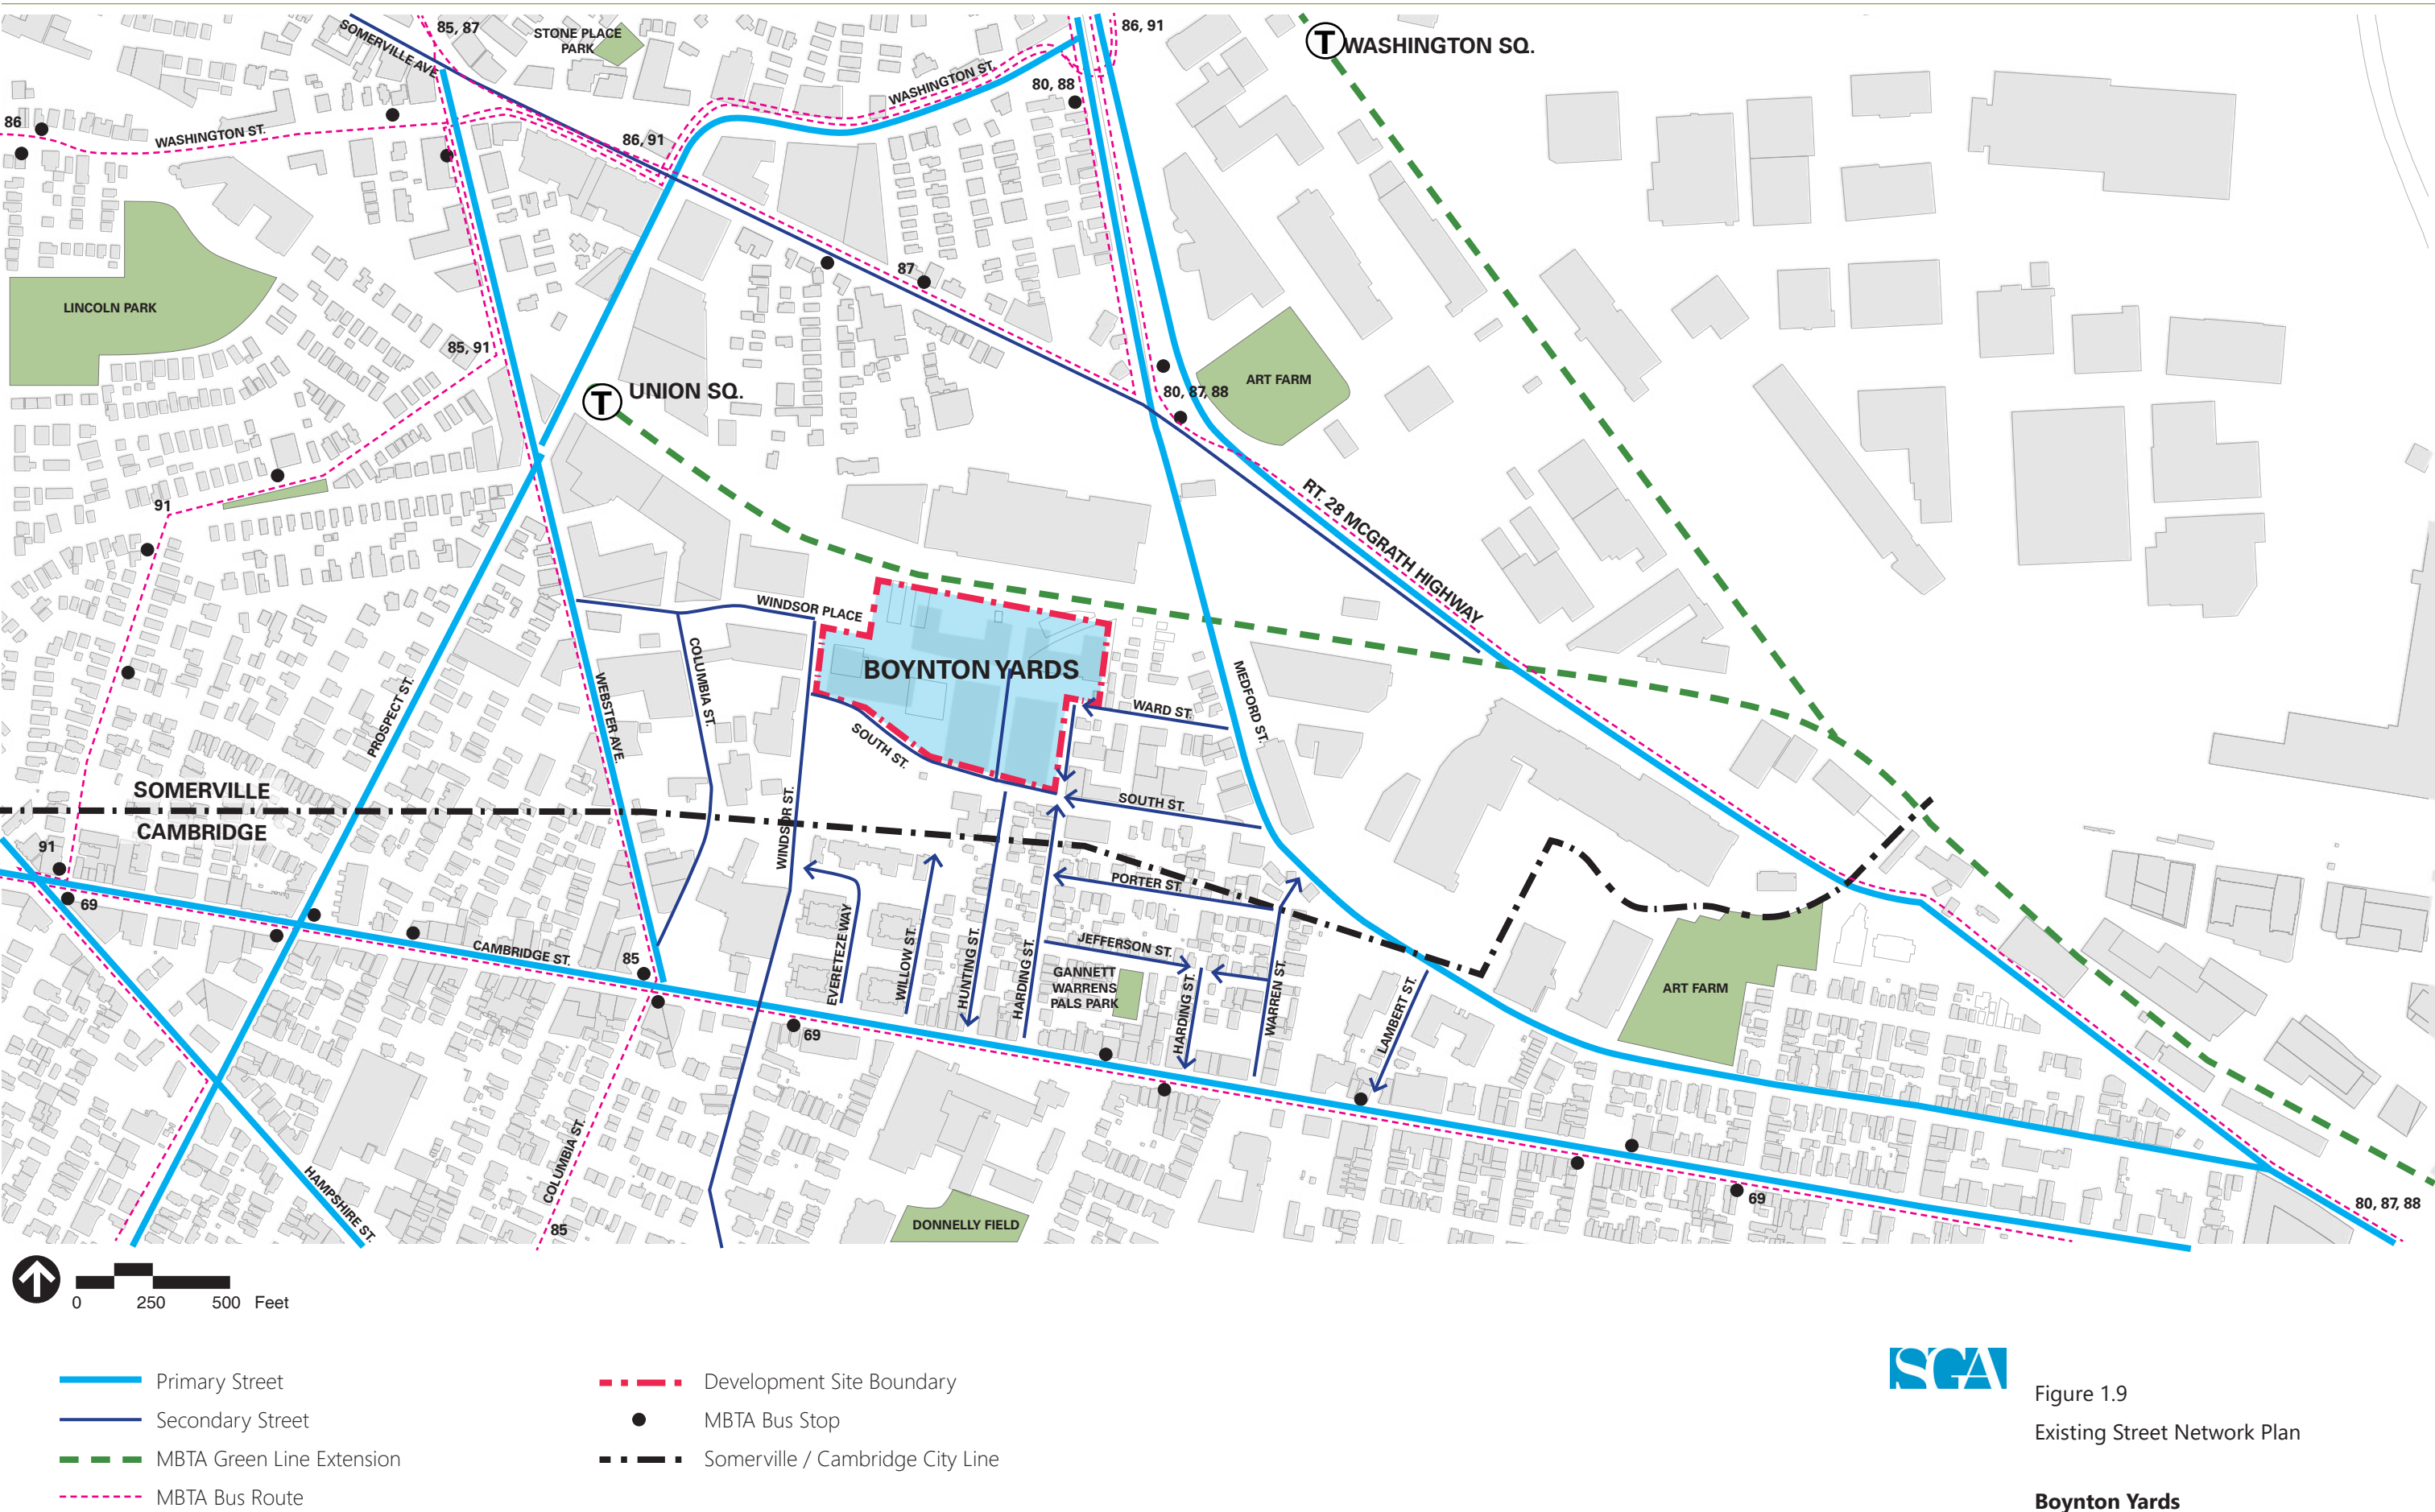 85, 87
STONE PLACE
PARK
86, 91
WASHINGTON SQ.
SOMERVILLE AVE
WASHINGTON ST.
80, 88
86
WASHINGTON ST.
86, 91
87
LINCOLN PARK
85, 91
UNION SQ.
ART FARM
80, 87, 88
91
RT. 28 MCGRATH HIGHWAY
WINDSOR PLACE
COLUMBIA ST.
BOYNTON YARDS
MEDFORD ST.
WEBSTER AVE.
PROSPECT ST.
WARD ST.
SOUTH ST.
SOMERVILLE
CAMBRIDGE
WINDSOR ST.
SOUTH ST.
91
PORTER ST.
69
CAMBRIDGE ST.
85
EVERETEZE WAY
WILLOW ST.
HUNTING ST.
HARDING ST.
JEFFERSON ST.
GANNETT
WARRENS
PALS PARK
HARDING ST.
WARREN ST.
LAMBERT ST.
ART FARM
69
HAMPSHIRE ST.
COLUMBIA ST.
85
DONNELLY FIELD
69
80, 87, 88
0 250 500 Feet
Primary Street
Secondary Street
MBTA Green Line Extension
MBTA Bus Route
Development Site Boundary
MBTA Bus Stop
Somerville / Cambridge City Line
SGA
Figure 1.9
Existing Street Network Plan
Boynton Yards
T
T